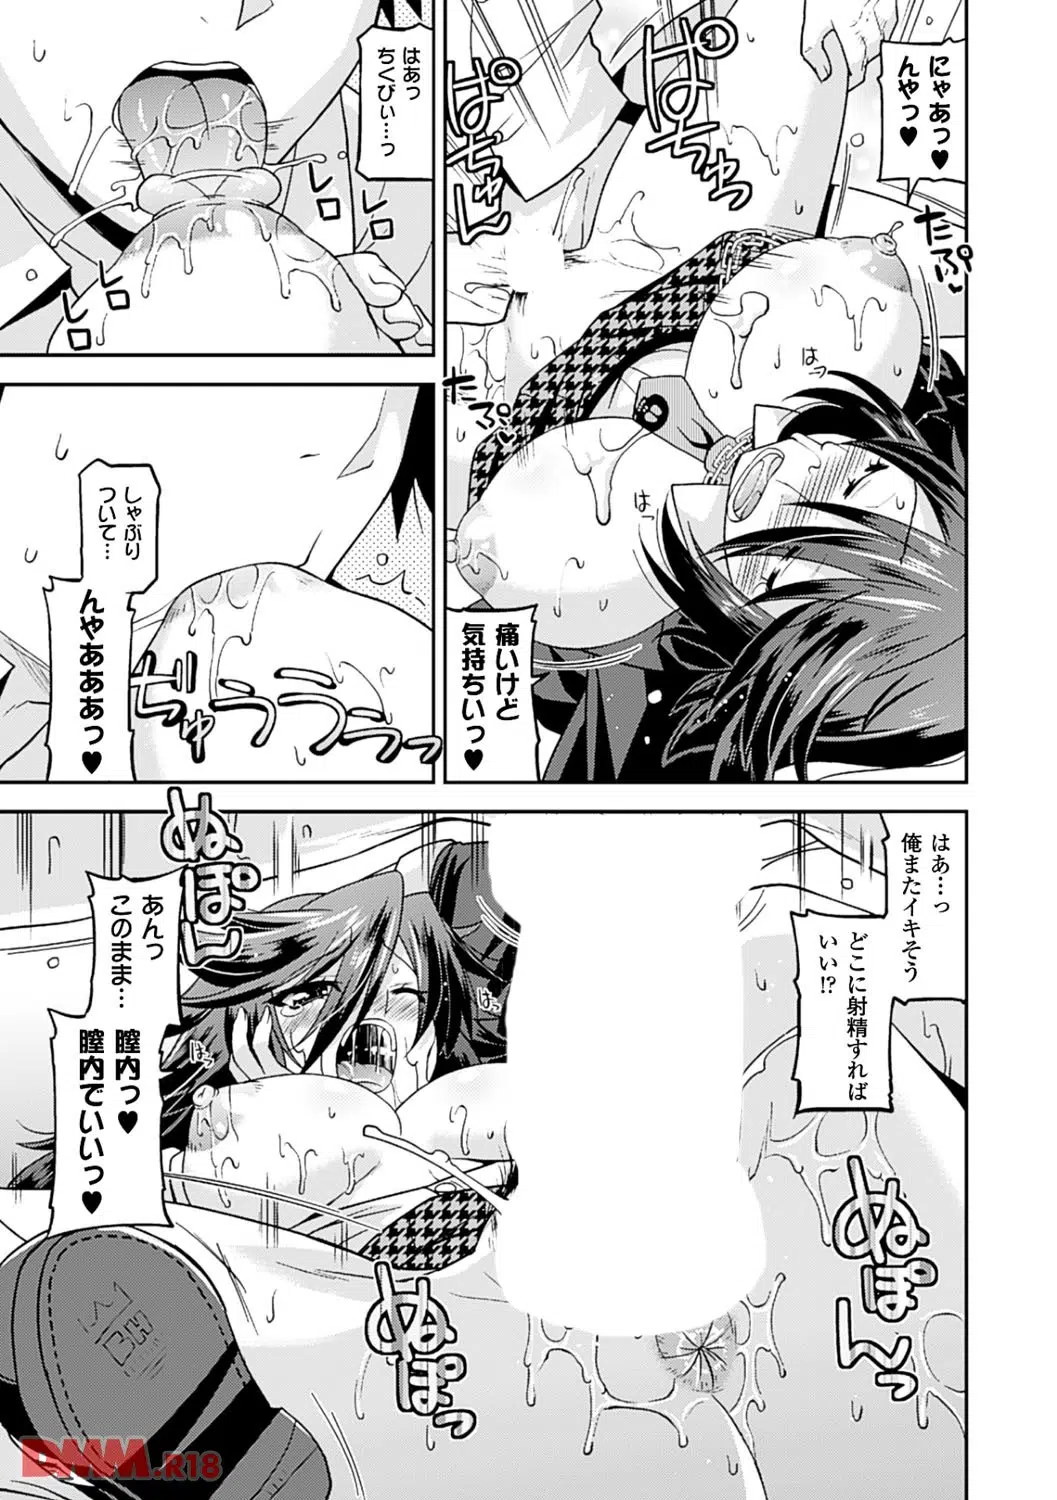 にゃあっ♥
んやっ♥
ぱちゅっ
ぱちゅっ
たぷ♡
たぷ♡
はっ
はっ
痛いけど
気持ちいっ♥
はあっ
ちくびぃ…っ
レロ
レロ
レロ
しゃぶり
ついて…
んやあああっ♥
ぢゅうううっ
はぁ…っ
俺またイキそう
どこに射精すれば
いい!?
ぬぽんっ
はっ
はっ
あんっ
このまま…
膣内っ♥
膣内でいいっ♥
ぬぽんっ
ぬぽっ
DMM.R18